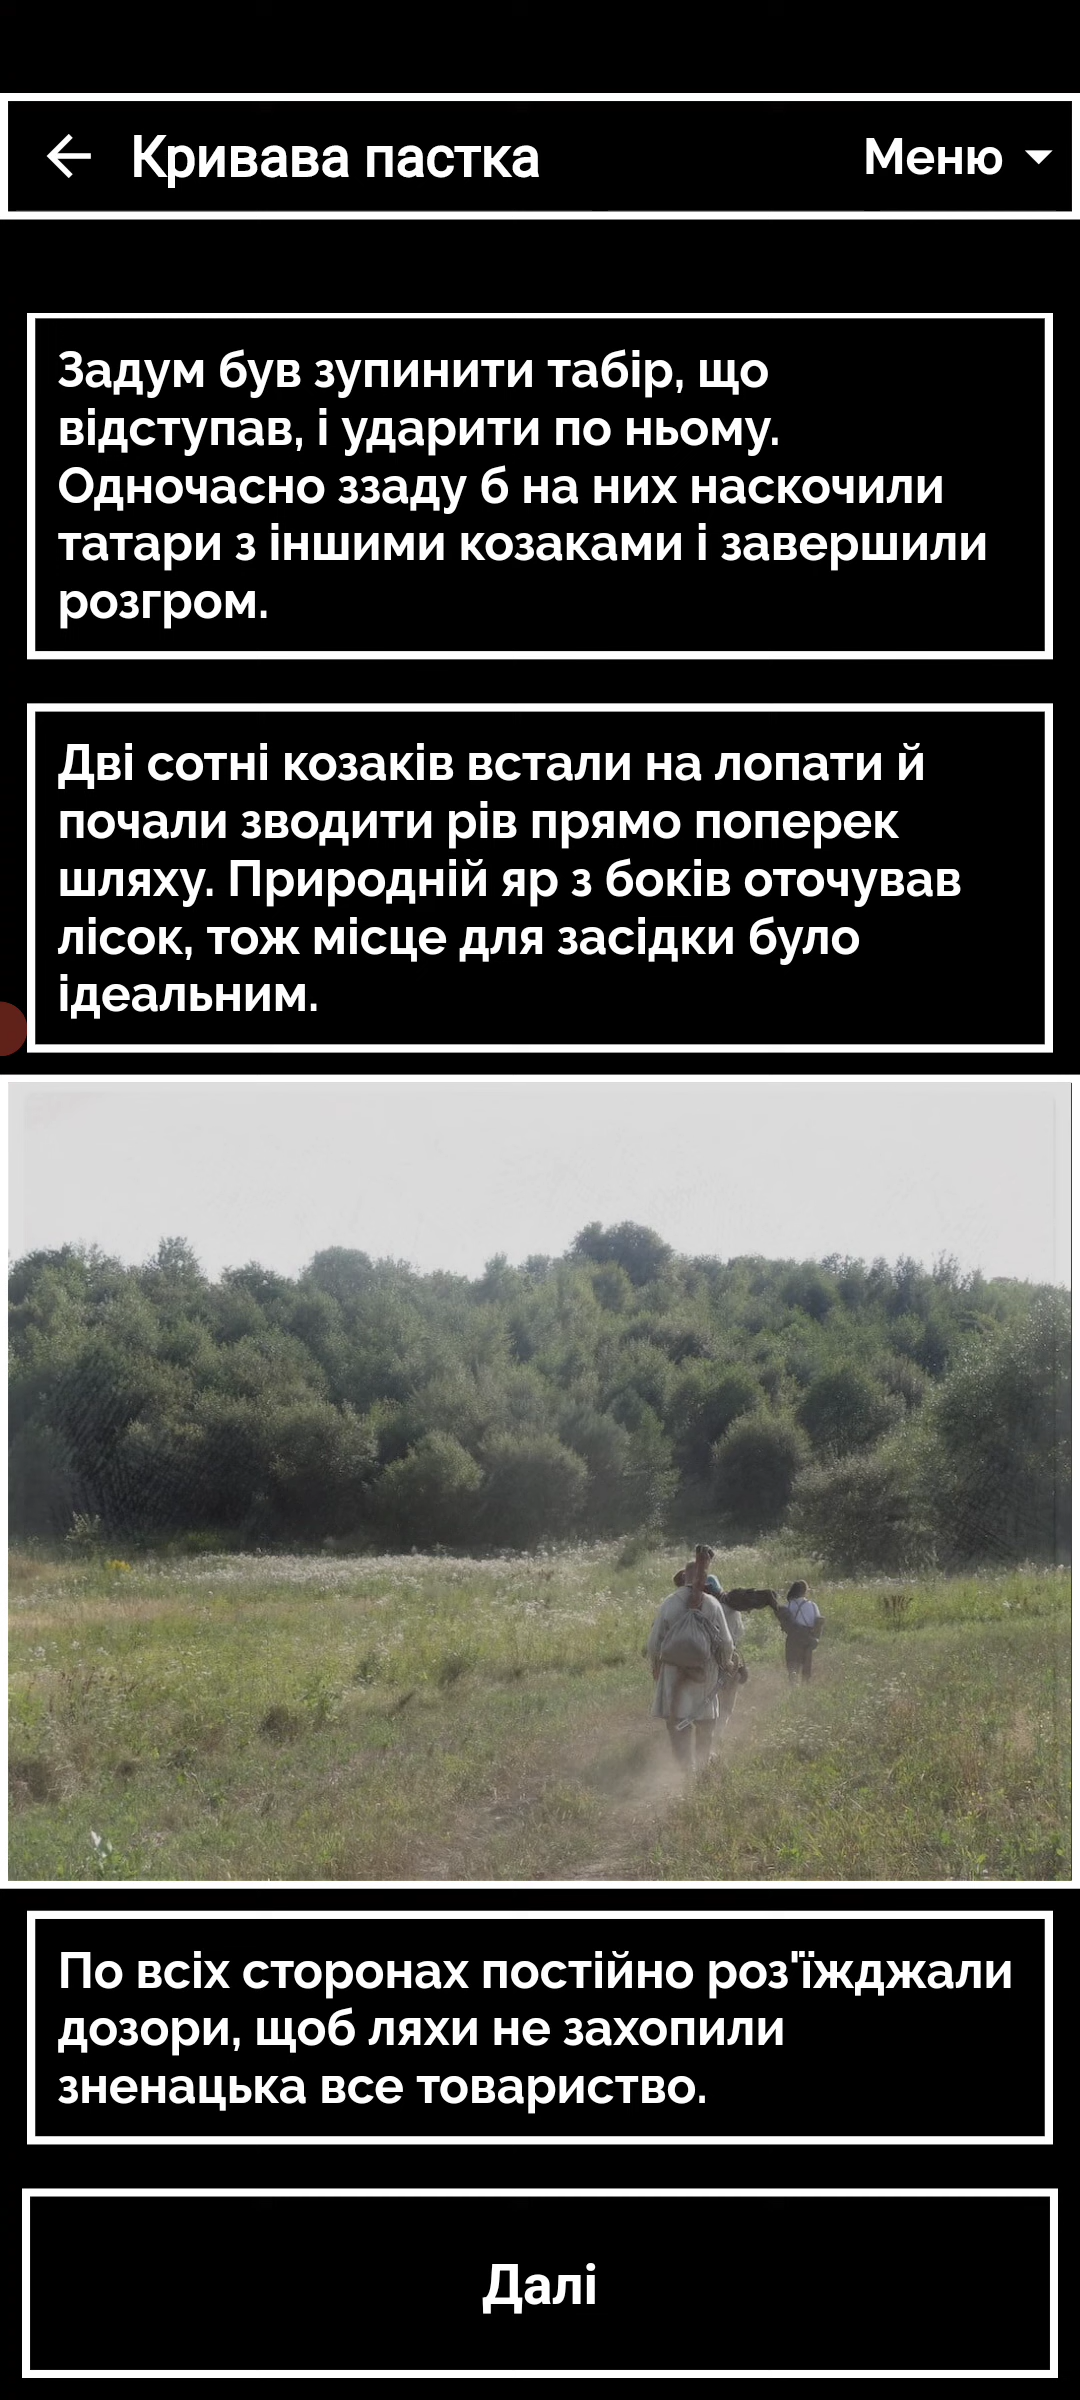 Кривава пастка
Меню
Задум був зупинити табір, що
відступав, і ударити по ньому.
Одночасно ззаду б на них наскочили
татари з іншими козаками і завершили
розгром.
Дві сотні козаків встали на лопати й
почали зводити рів прямо поперек
шляху. Природній яр з боків оточував
лісок, тож місце для засідки було
ідеальним.
По всіх сторонах постійно роз'їжджали
дозори, щоб ляхи не захопили
зненацька все товариство.
Далі